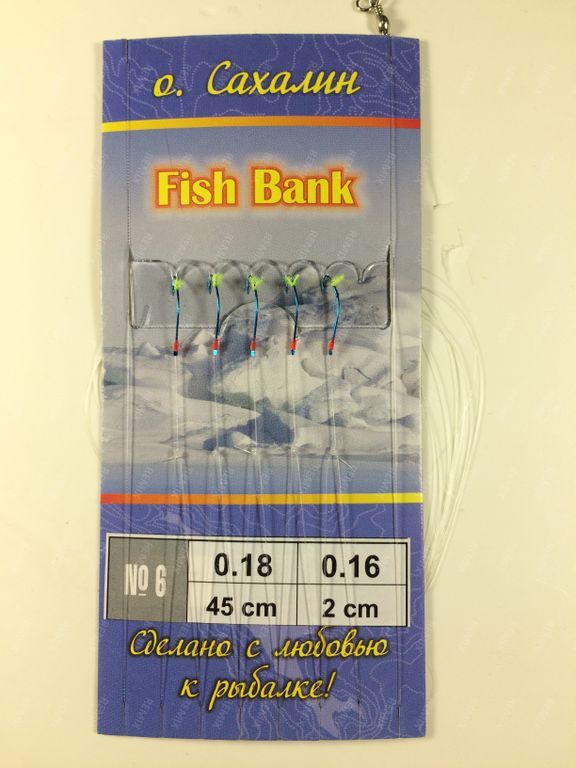 о. Сахалин
Fish Bank
№ 6 0.18 0.16
45 cm 2 cm
Сделано с любовью
к рыбалке!